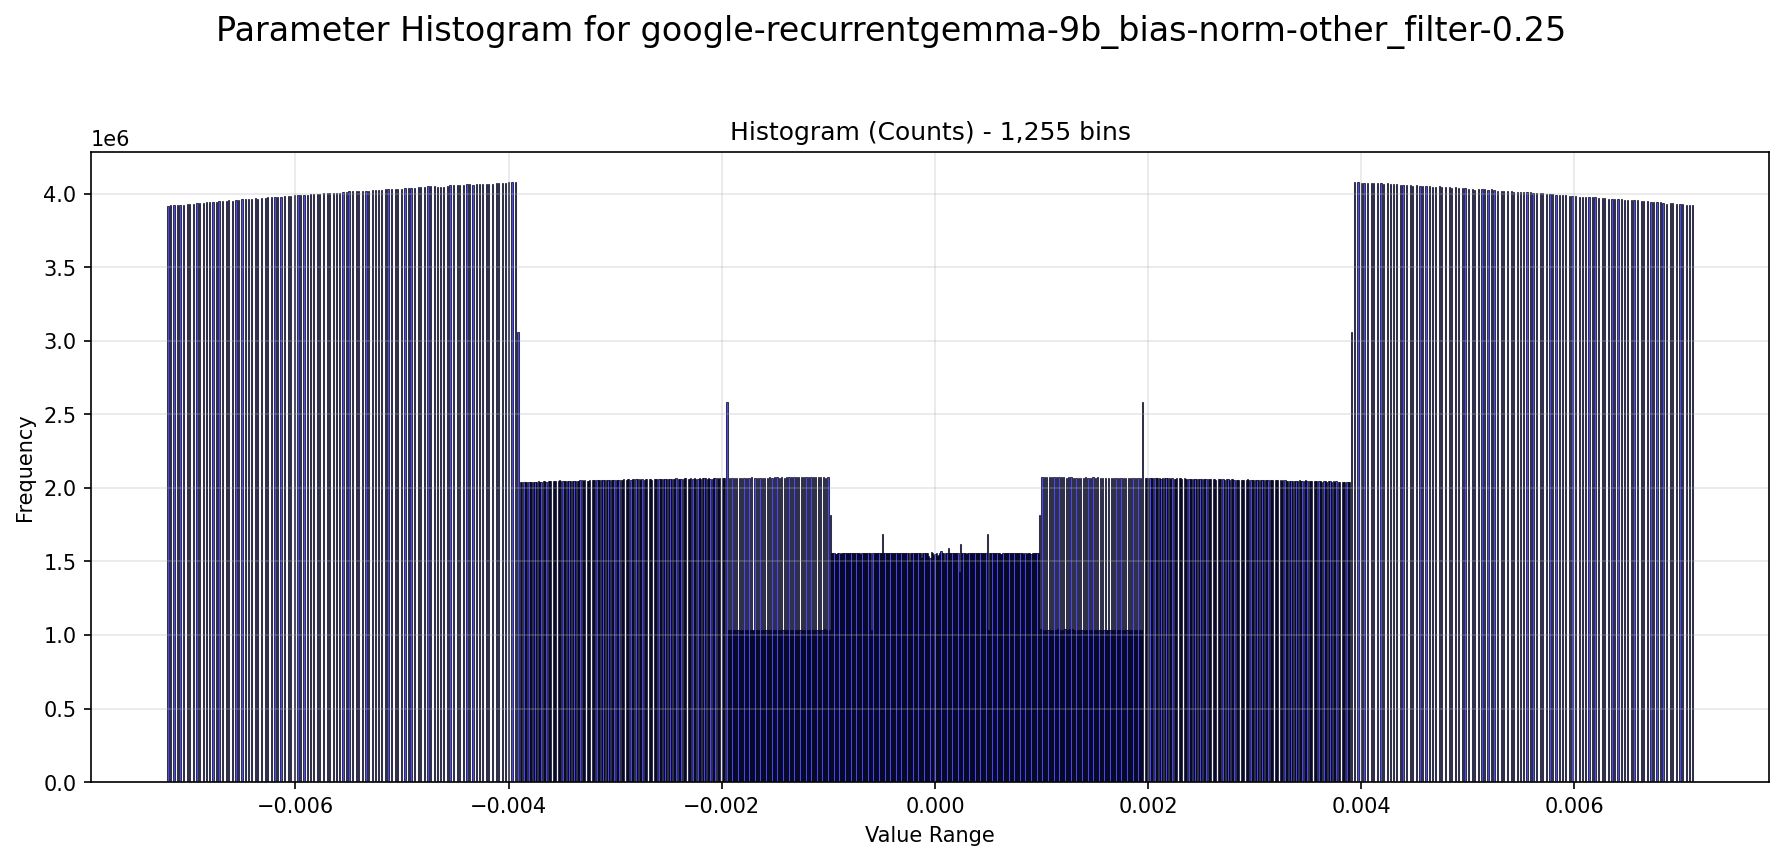 Parameter Histogram for google-recurrentgemma-9b_bias-norm-other_filter-0.25
Histogram (Counts) - 1,255 bins
1e6
4.0
3.5
3.0
2.5
2.0
1.5
1.0
0.5
0.0
Frequency
−0.006 −0.004 −0.002 0.000 0.002 0.004 0.006
Value Range